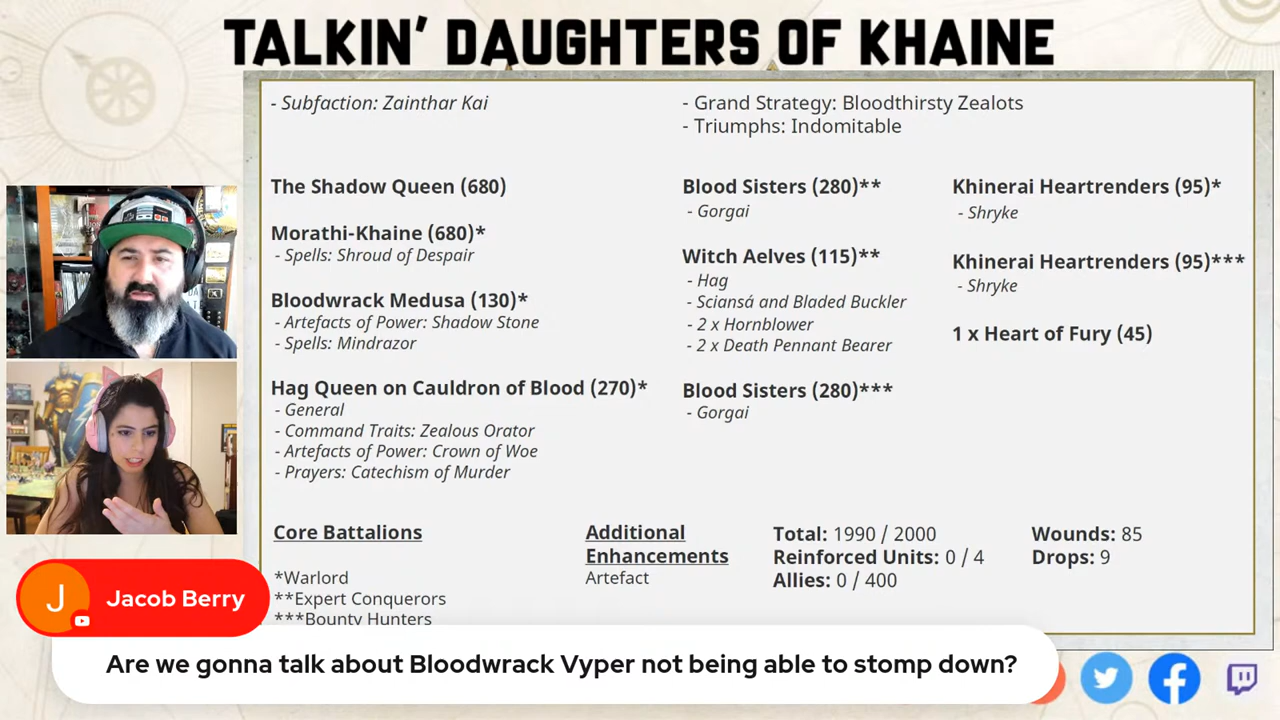 TALKIN' DAUGHTERS OF KHAINE
- Subfaction: Zainthar Kai
- Grand Strategy: Bloodthirsty Zealots
- Triumphs: Indomitable
The Shadow Queen (680)
Morathi-Khaine (680)*
- Spells: Shroud of Despair
Bloodwrack Medusa (130)*
- Artefacts of Power: Shadow Stone
- Spells: Mindrazor
Hag Queen on Cauldron of Blood (270)*
- General
- Command Traits: Zealous Orator
- Artefacts of Power: Crown of Woe
- Prayers: Catechism of Murder
Blood Sisters (280)**
- Gorgai
Witch Aelves (115)**
- Hag
- Sciansá and Bladed Buckler
- 2 x Hornblower
- 2 x Death Pennant Bearer
Blood Sisters (280)***
- Gorgai
Khinerai Heartrenders (95)*
- Shryke
Khinerai Heartrenders (95)***
- Shryke
1 x Heart of Fury (45)
Core Battalions
*Warlord
**Expert Conquerors
***Bounty Hunters
Additional
Enhancements
Artefact
Total: 1990 / 2000
Reinforced Units: 0 / 4
Allies: 0 / 400
Wounds: 85
Drops: 9
J
Jacob Berry
Are we gonna talk about Bloodwrack Vyper not being able to stomp down?